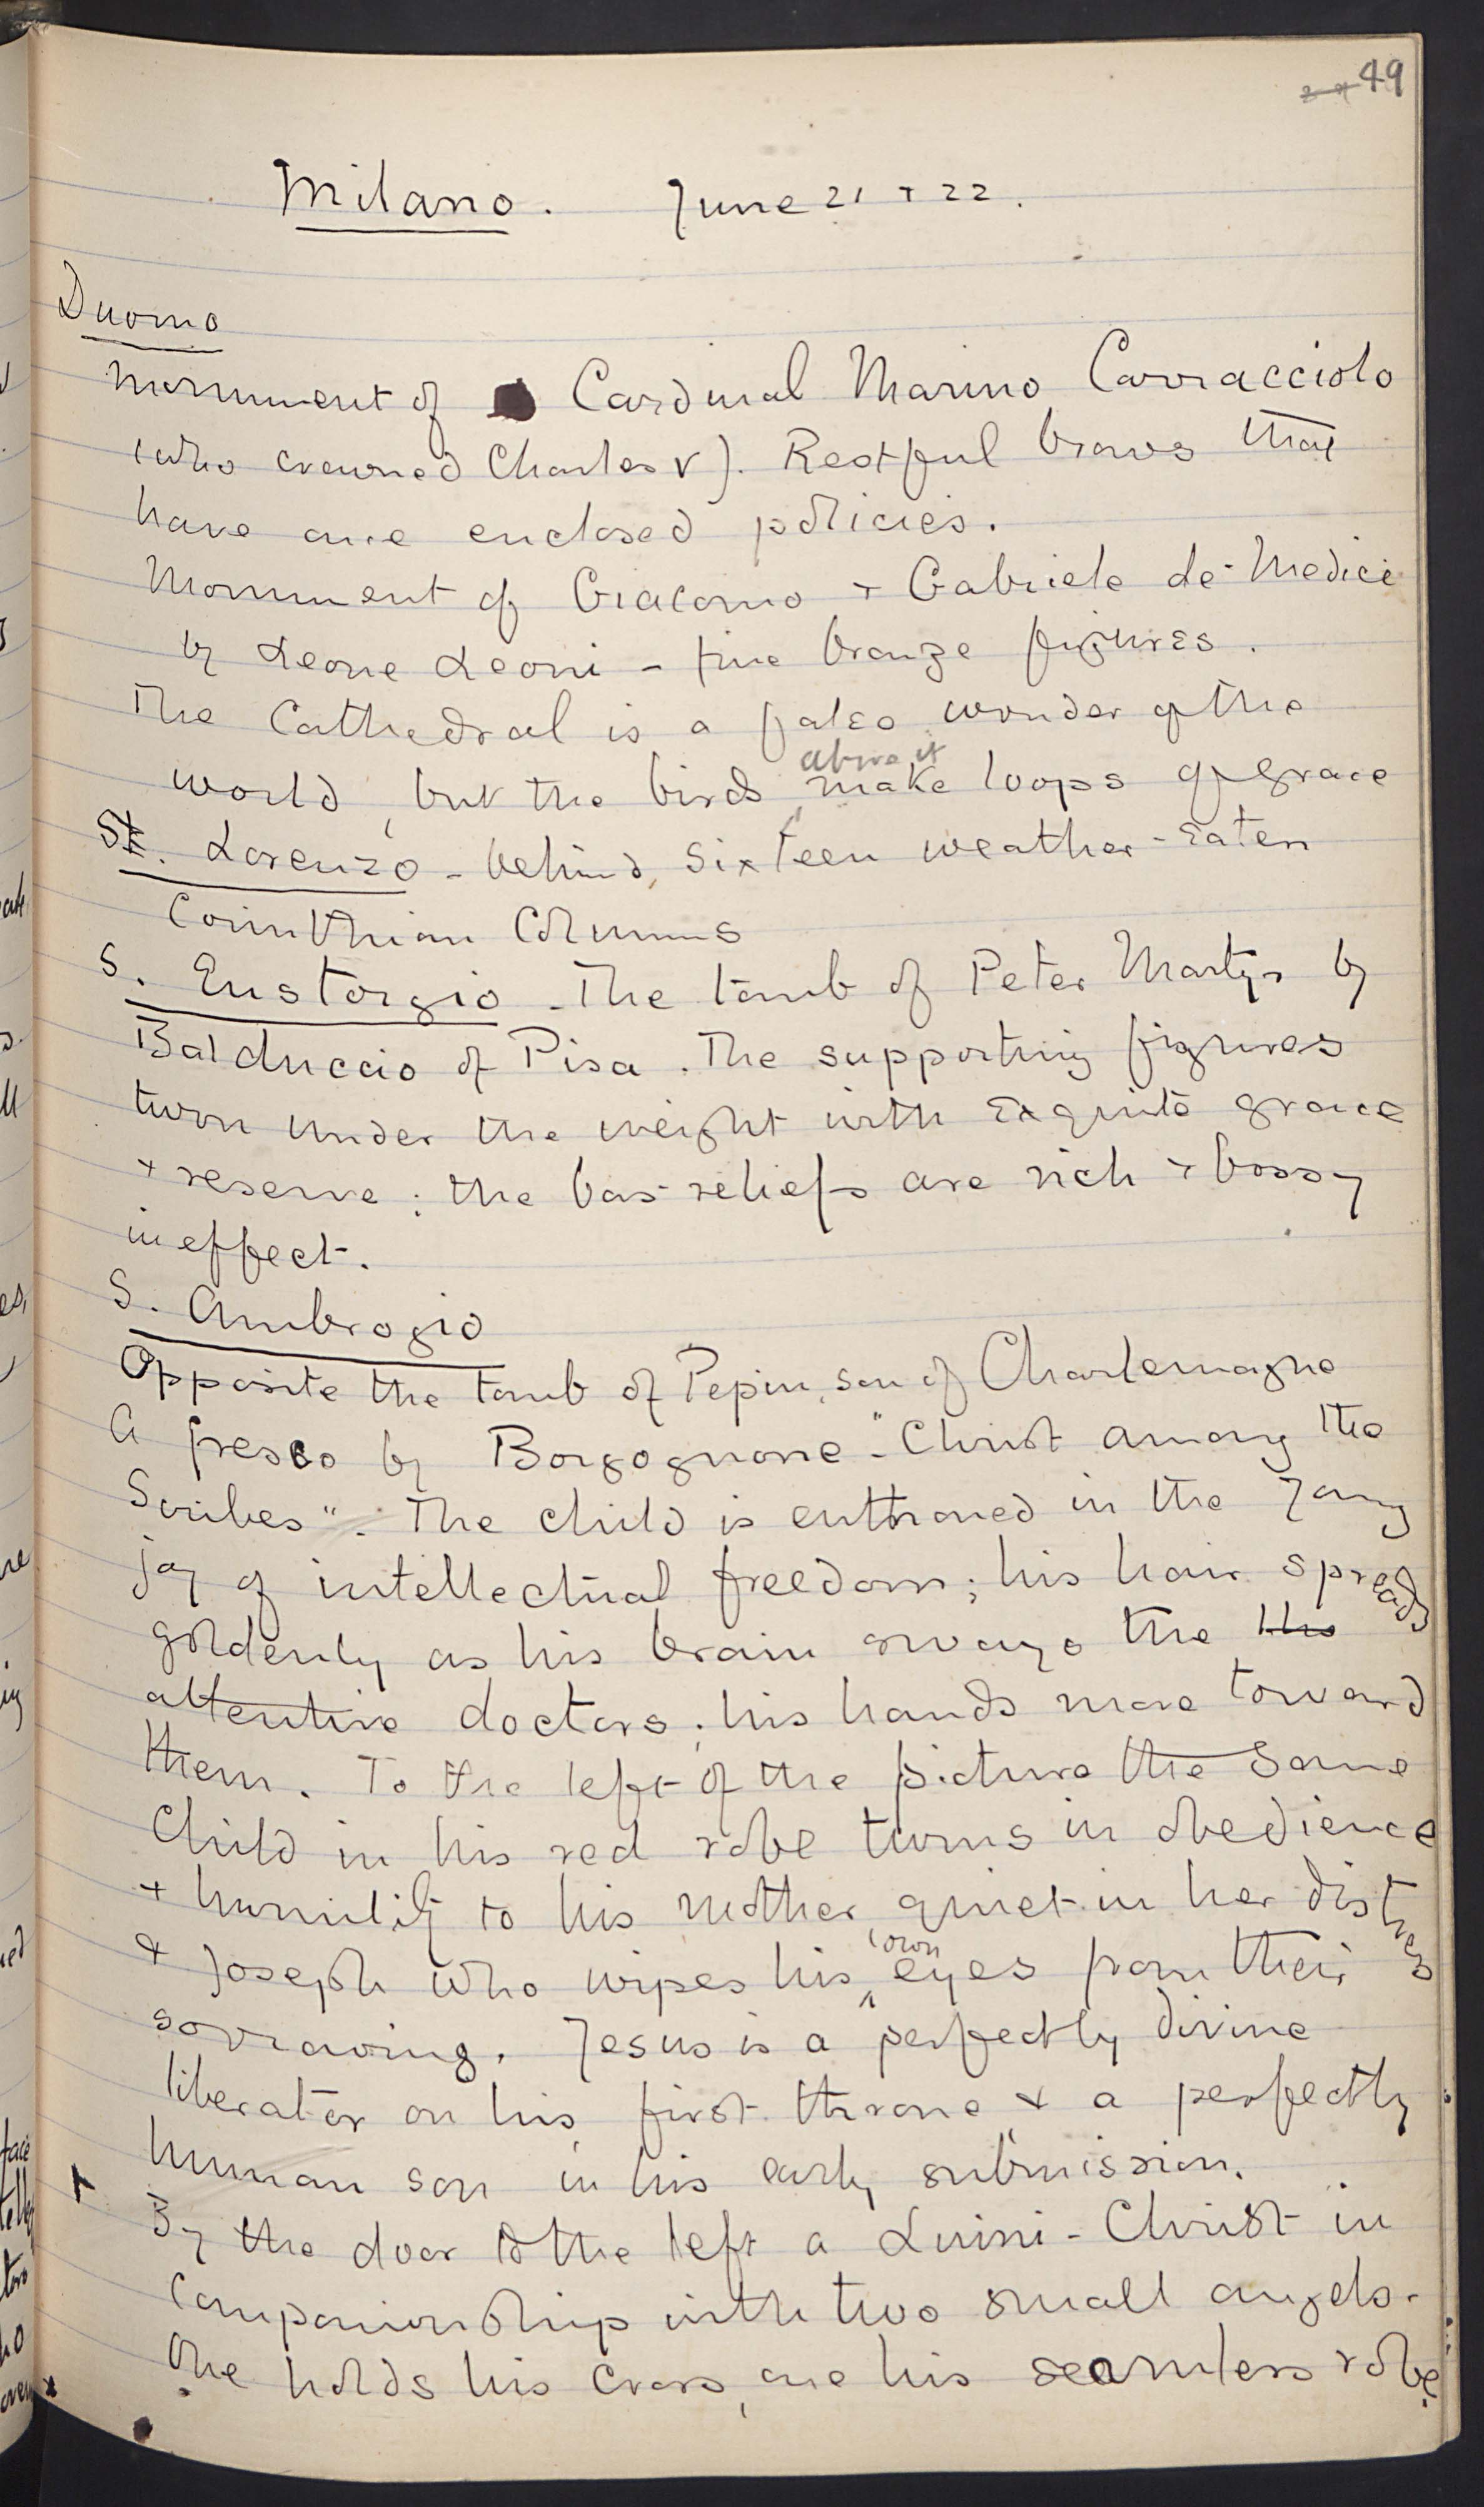 49
Milano. June 21 + 22.
Duomo
Monument of Cardinal Marino Carracciolo
(who crowned Charles V). Restful brows that
have once enclosed policies.
Monument of Giacomo + Gabriele de Medici
by Leone Leoni - fine bronze figures.
The Cathedral is a false wonder of the
above it
world, but the birds make loops of grace
St. Lorenzo - behind, sixteen weather-eaten
Corinthian Columns
S. Eustorgio - The tomb of Peter Martyr by
Balduccio of Pisa. The supporting figures
turn under the weight with exquisite grace
+ reserve: the bas-reliefs are rich + bossy
in effect.
S. Ambrogio
Opposite the tomb of Pepin, son of Charlemagne
A fresco by Borgognone - "Christ among the
Scribes". The child is enthroned in the young
joy of intellectual freedom; his hair spreads
goldenly as his brain sways the the
attentive doctors; his hands move toward
them. To the left of the picture the same
Child in his red robe turns in obedience
+ humility to his mother, quiet in her distress
own
& Joseph who wipes his eyes from their
sorrowing. Jesus is a perfectly divine
liberator on his first throne & a perfectly
human son in his early submission.
By the door to the left a Luini - Christ in
Companionship with two small angels.
One holds his Cross, one his seamless robe